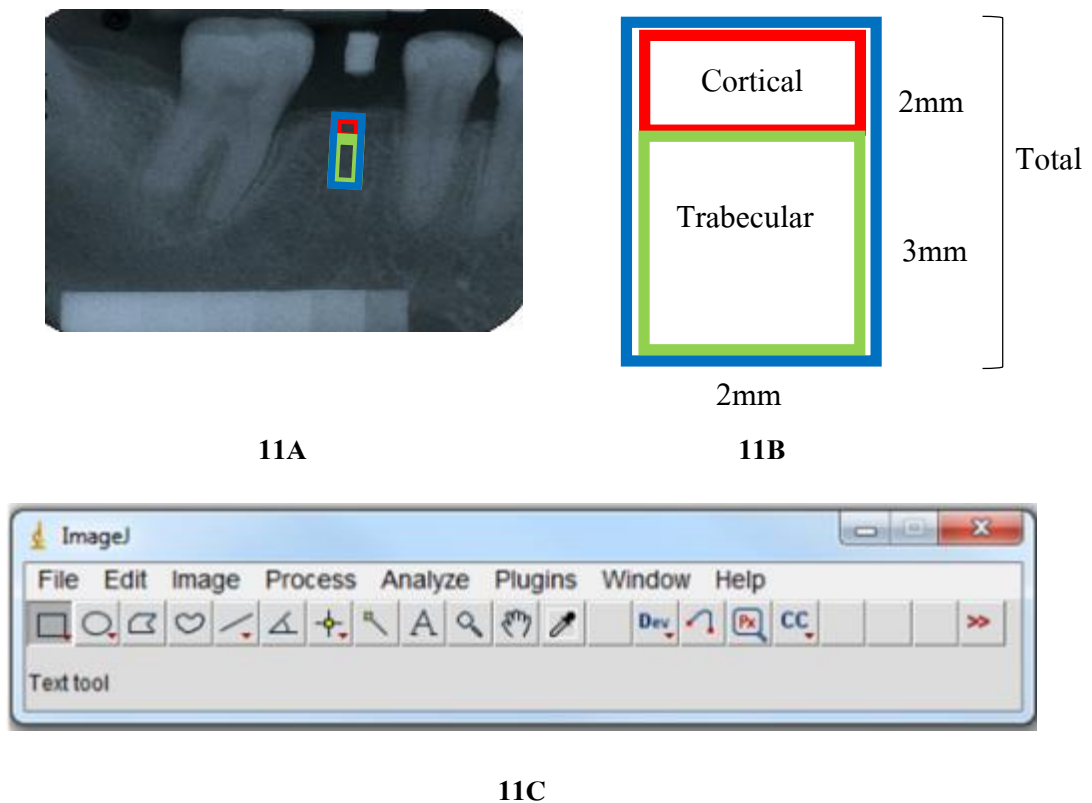 Cortical
2mm
Total
Trabecular
3mm
2mm
11A
11B
ImageJ
File Edit Image Process Analyze Plugins Window Help
A Dev Px CC >>
Text tool
11C